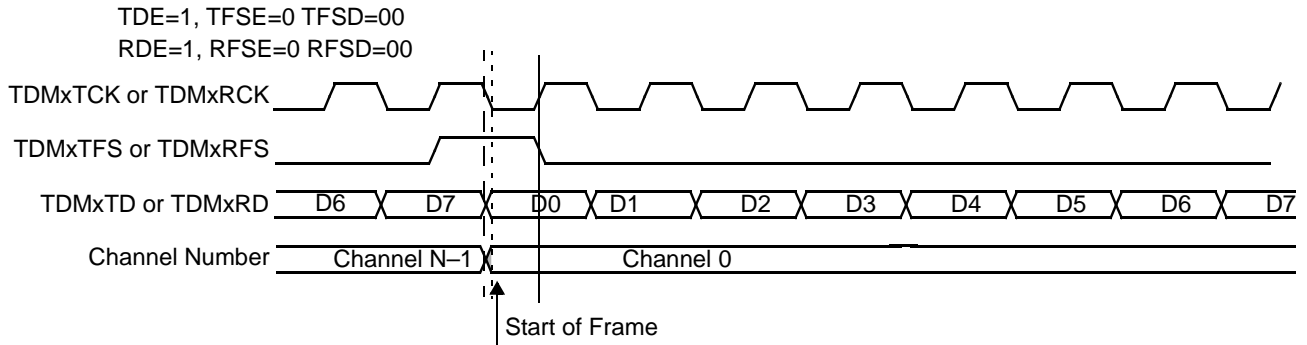 TDE=1, TFSE=0 TFSD=00
RDE=1, RFSE=0 RFSD=00
TDMxTCK or TDMxRCK
TDMxTFS or TDMxRFS
TDMxTD or TDMxRD D6 D7 D0 D1 D2 D3 D4 D5 D6 D7
Channel Number Channel N–1 Channel 0
Start of Frame